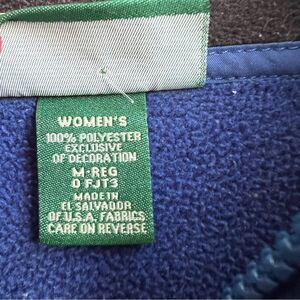 WOMEN'S
100% POLYESTER
EXCLUSIVE
OF DECORATION
M-REG
0 FJT3
MADE IN
EL SALVADOR
OF U.S.A. FABRICS
CARE ON REVERSE